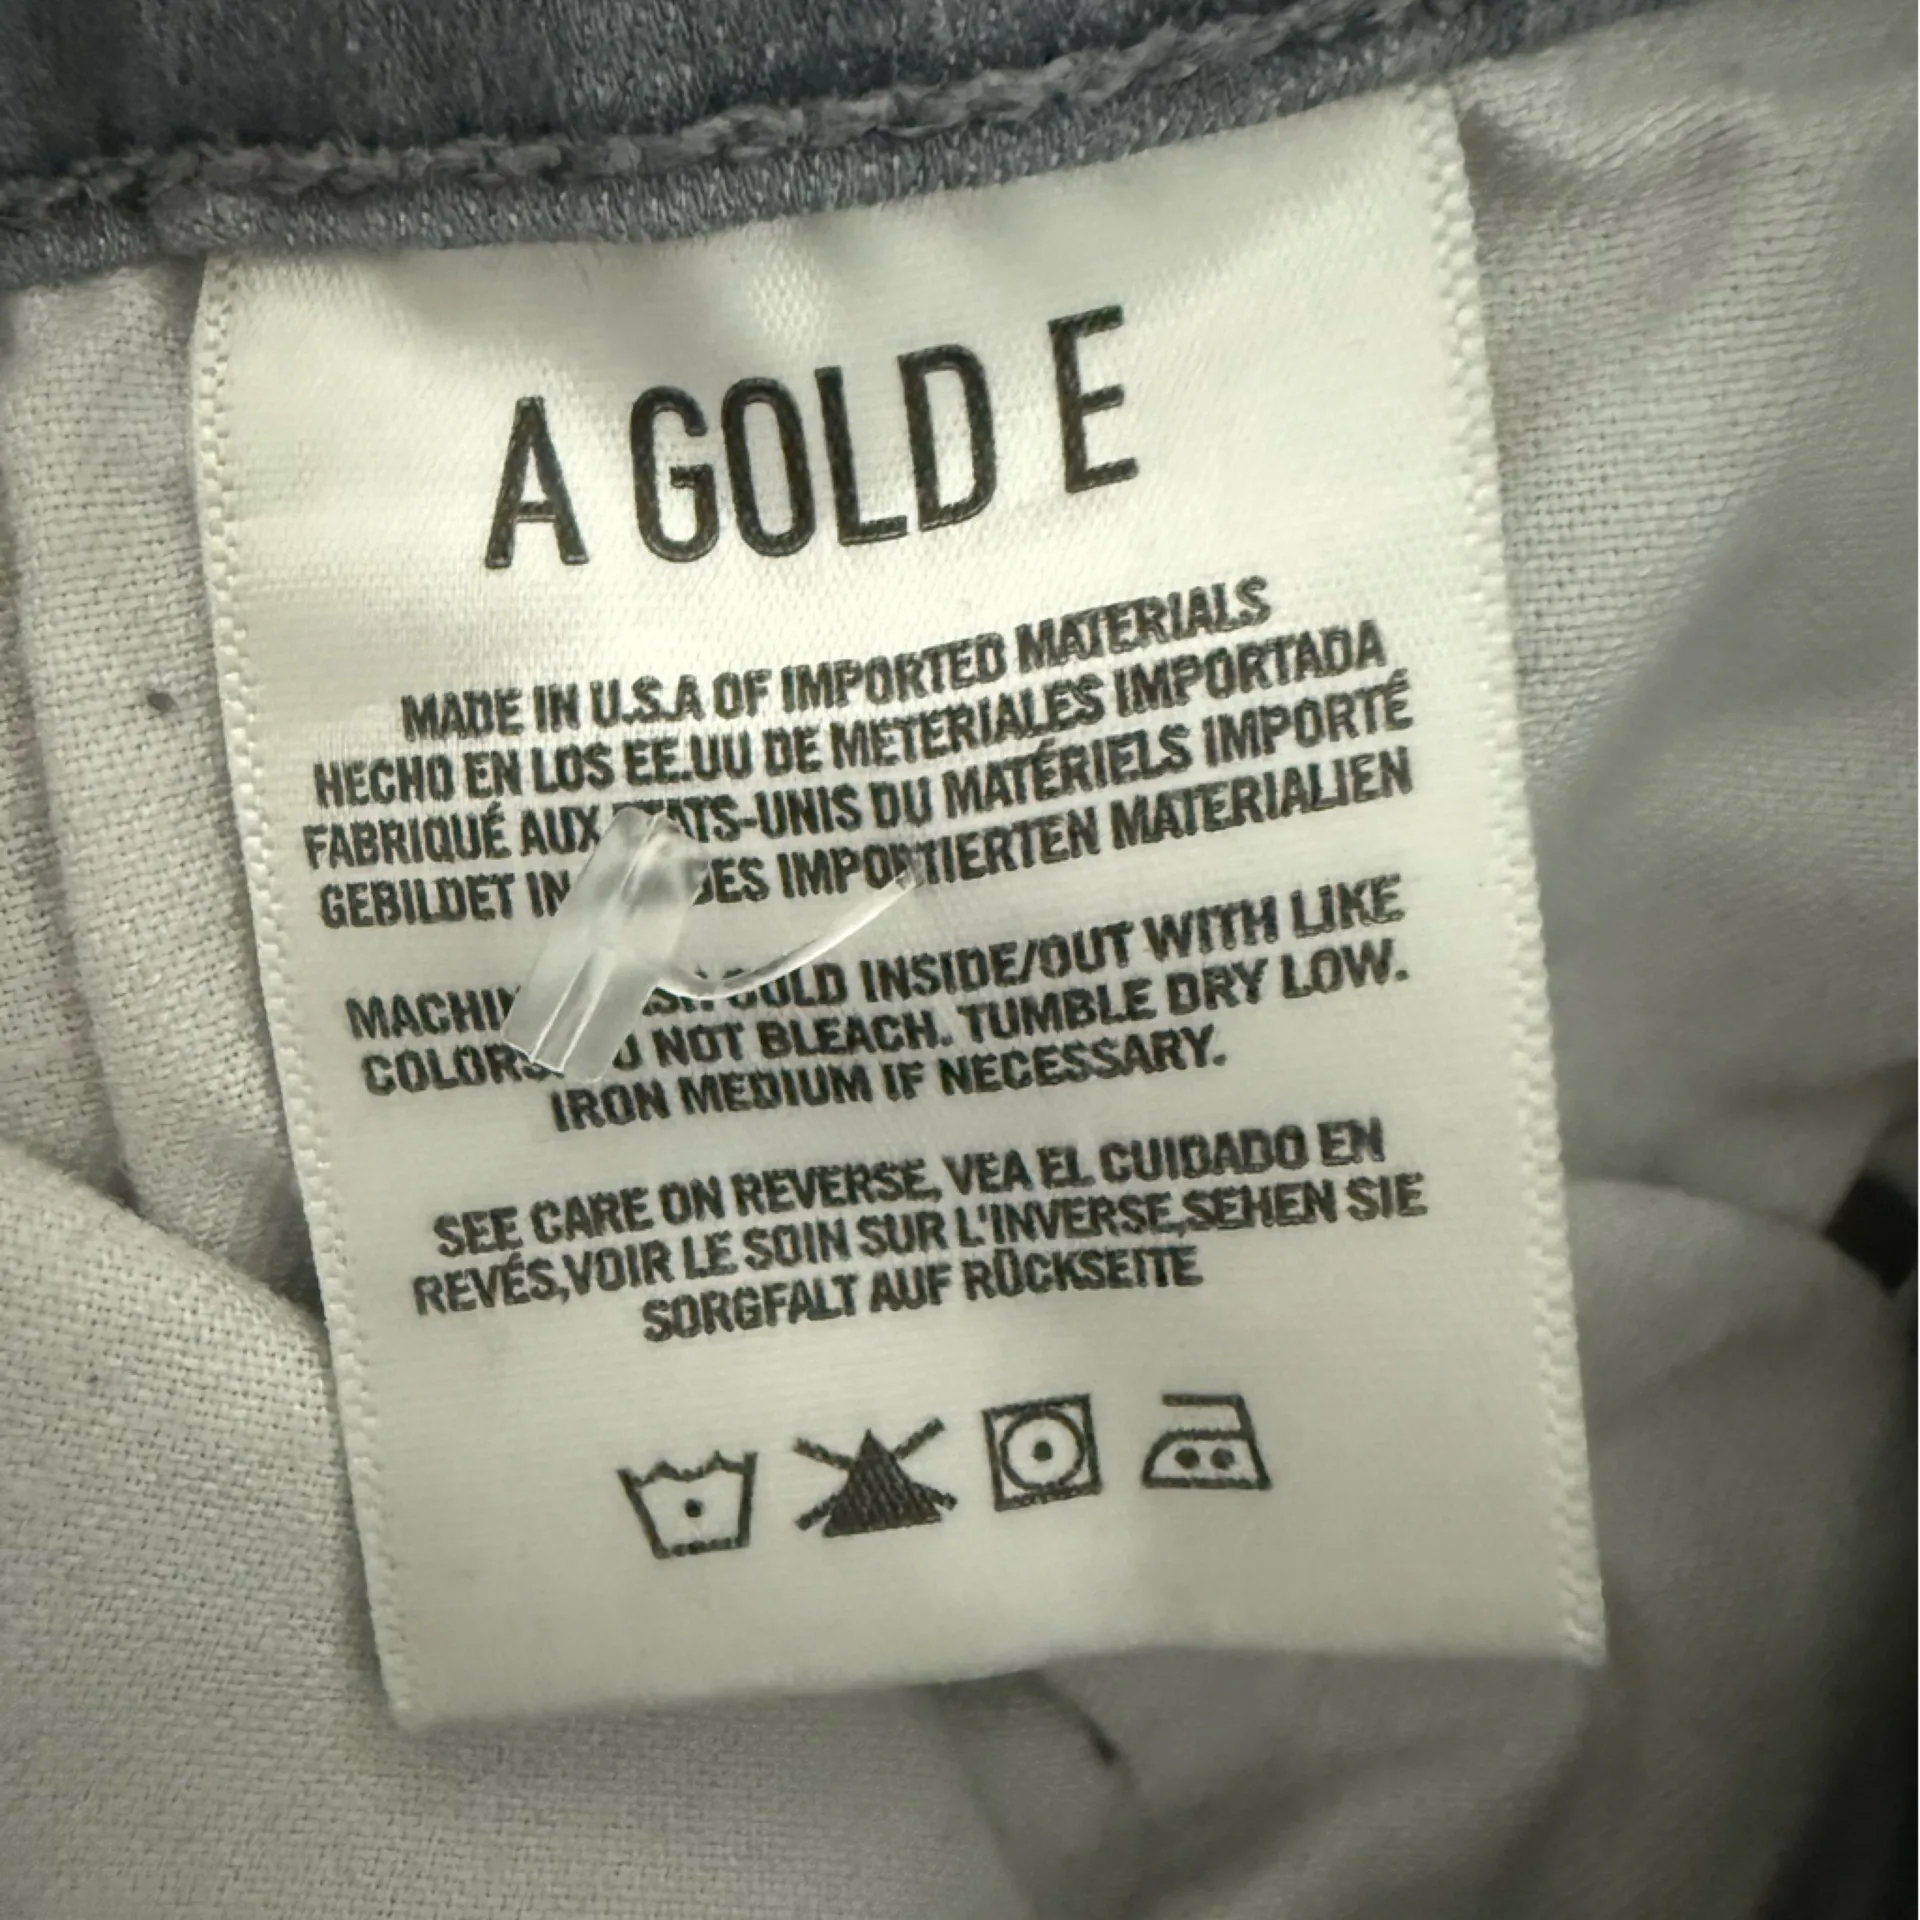 A GOLD E
MADE IN U.S.A OF IMPORTED MATERIALS
HECHO EN LOS EE.UU DE METERIALES IMPORTADA
FABRIQUÉ AUX ETATS-UNIS DU MATÉRIELS IMPORTÉ
GEBILDET IN DES IMPORTIERTEN MATERIALIEN
MACHINE WASH COLD INSIDE/OUT WITH LIKE
COLORS. DO NOT BLEACH. TUMBLE DRY LOW.
IRON MEDIUM IF NECESSARY.
SEE CARE ON REVERSE, VEA EL CUIDADO EN
REVÉS,VOIR LE SOIN SUR L'INVERSE,SEHEN SIE
SORGFALT AUF RÜCKSEITE